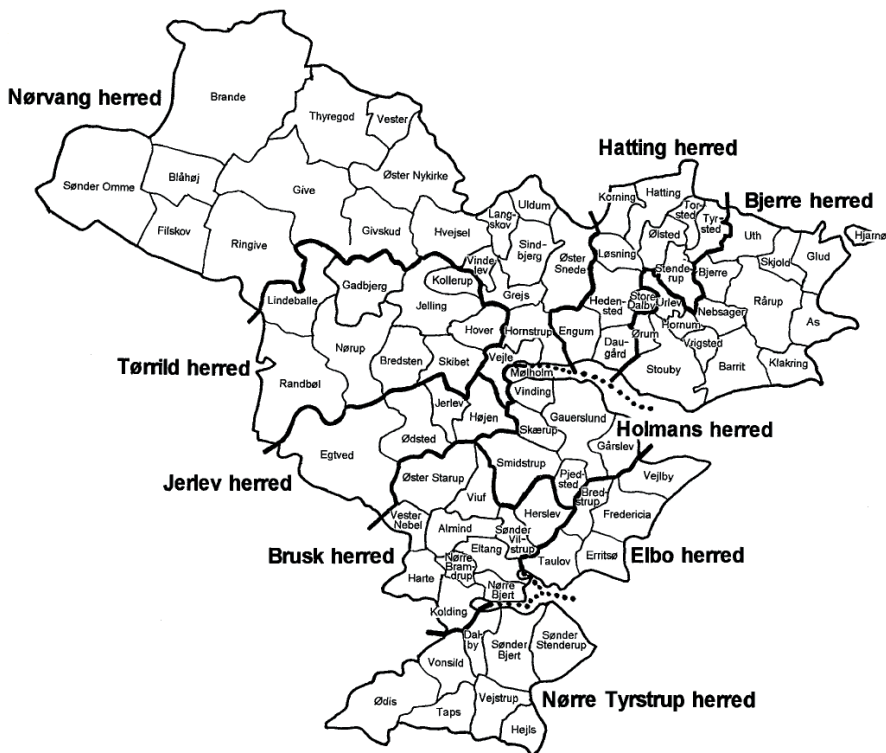 Nørvang herred
Brande
Thyregod
Vester
Øster Nykirke
Sønder Omme
Blåhøj
Give
Filskov
Ringive
Givskud
Hvejsel
Lang-
skov
Uldum
Sind-
bjerg
Vinde
lev
Øster
Snede
Grejs
Hatting herred
Korning
Hatting
Tor-
sted
Tyr-
sted
Ølsted
Løsning
Stende-
rup
Heden-
sted
Store
Dalby
Engum
Dau-
gård
Bjerre herred
Hjarnø
Uth
Skjold
Glud
Bjerre
Rårup
Nebsager
As
Urlev
Hornum
Ørum
Vrigsted
Stouby
Barrit
Klakring
Tørrild herred
Lindeballe
Gadbjerg
Kollerup
Jelling
Hover
Hornstrup
Nørup
Bredsten
Skibet
Vejle
Randbøl
Mølholm
Vinding
Jerlev
Højen
Skærup
Gauerslund
Holmans herred
Gårslev
Ødsted
Egtved
Jerlev herred
Smidstrup
Pjed-
sted
Øster Starup
Viuf
Bred-
strup
Vejlby
Herslev
Fredericia
Vester
Nebel
Almind
Sønder
Vil-
strup
Brusk herred
Eltang
Taulov
Erritsø
Elbo herred
Nørre
Bram-
drup
Harte
Nørre
Bjert
Kolding
Dal-
by
Sønder
Bjert
Sønder
Stenderup
Vonsild
Ødis
Taps
Vejstrup
Hejls
Nørre Tyrstrup herred